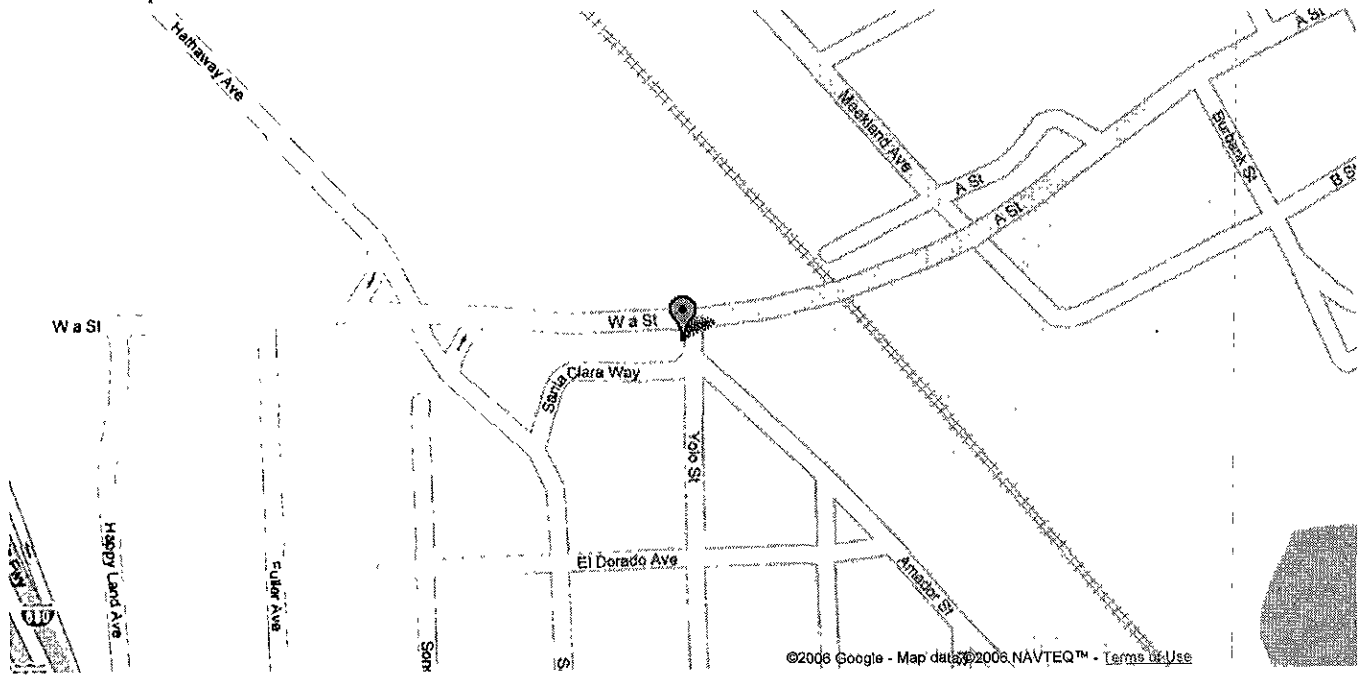 Hathaway Ave
A St
Meekland Ave
Burbank St
B St
A St
A St
W a St
W a St
Santa Clara Way
Yolo St
El Dorado Ave
Amador St
Happy Land Ave
Fuller Ave
880
©2006 Google - Map data ©2006 NAVTEQ™ - Terms of Use